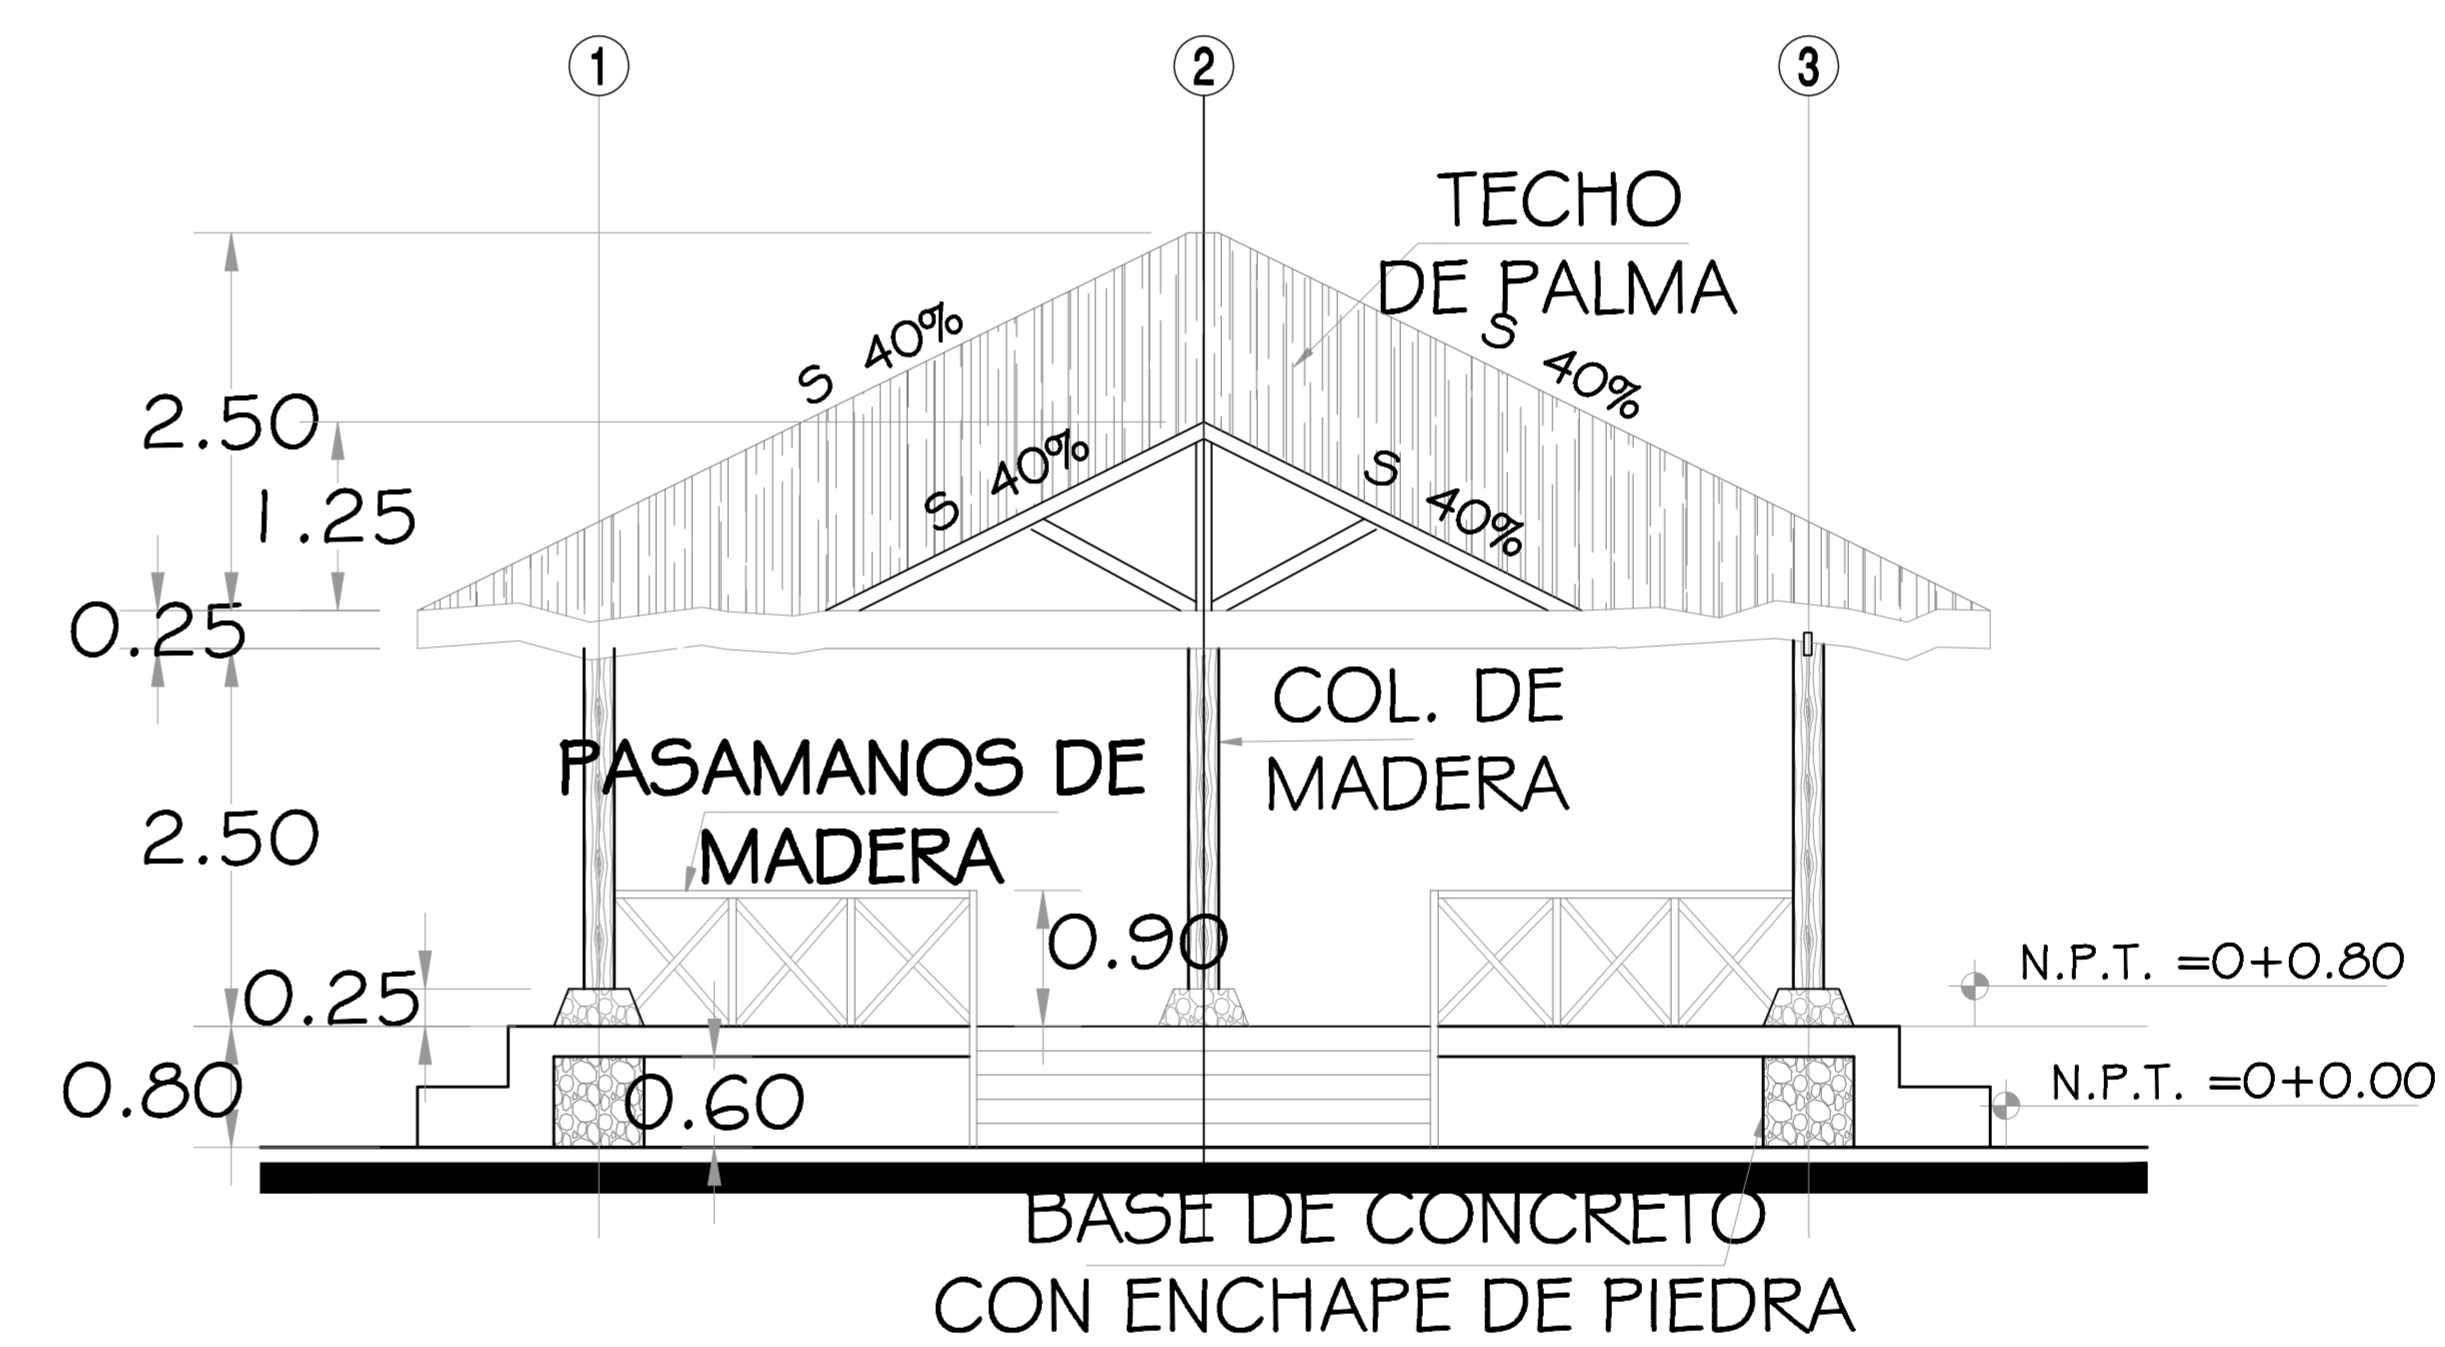 1
2
3
TECHO
DE PALMA
S 40%
S 40%
2.50
S 40%
S 40%
1.25
0.25
COL. DE
MADERA
PASAMANOS DE
MADERA
2.50
0.90
N.P.T. =0+0.80
0.25
0.80
0.60
N.P.T. =0+0.00
BASE DE CONCRETO
CON ENCHAPE DE PIEDRA